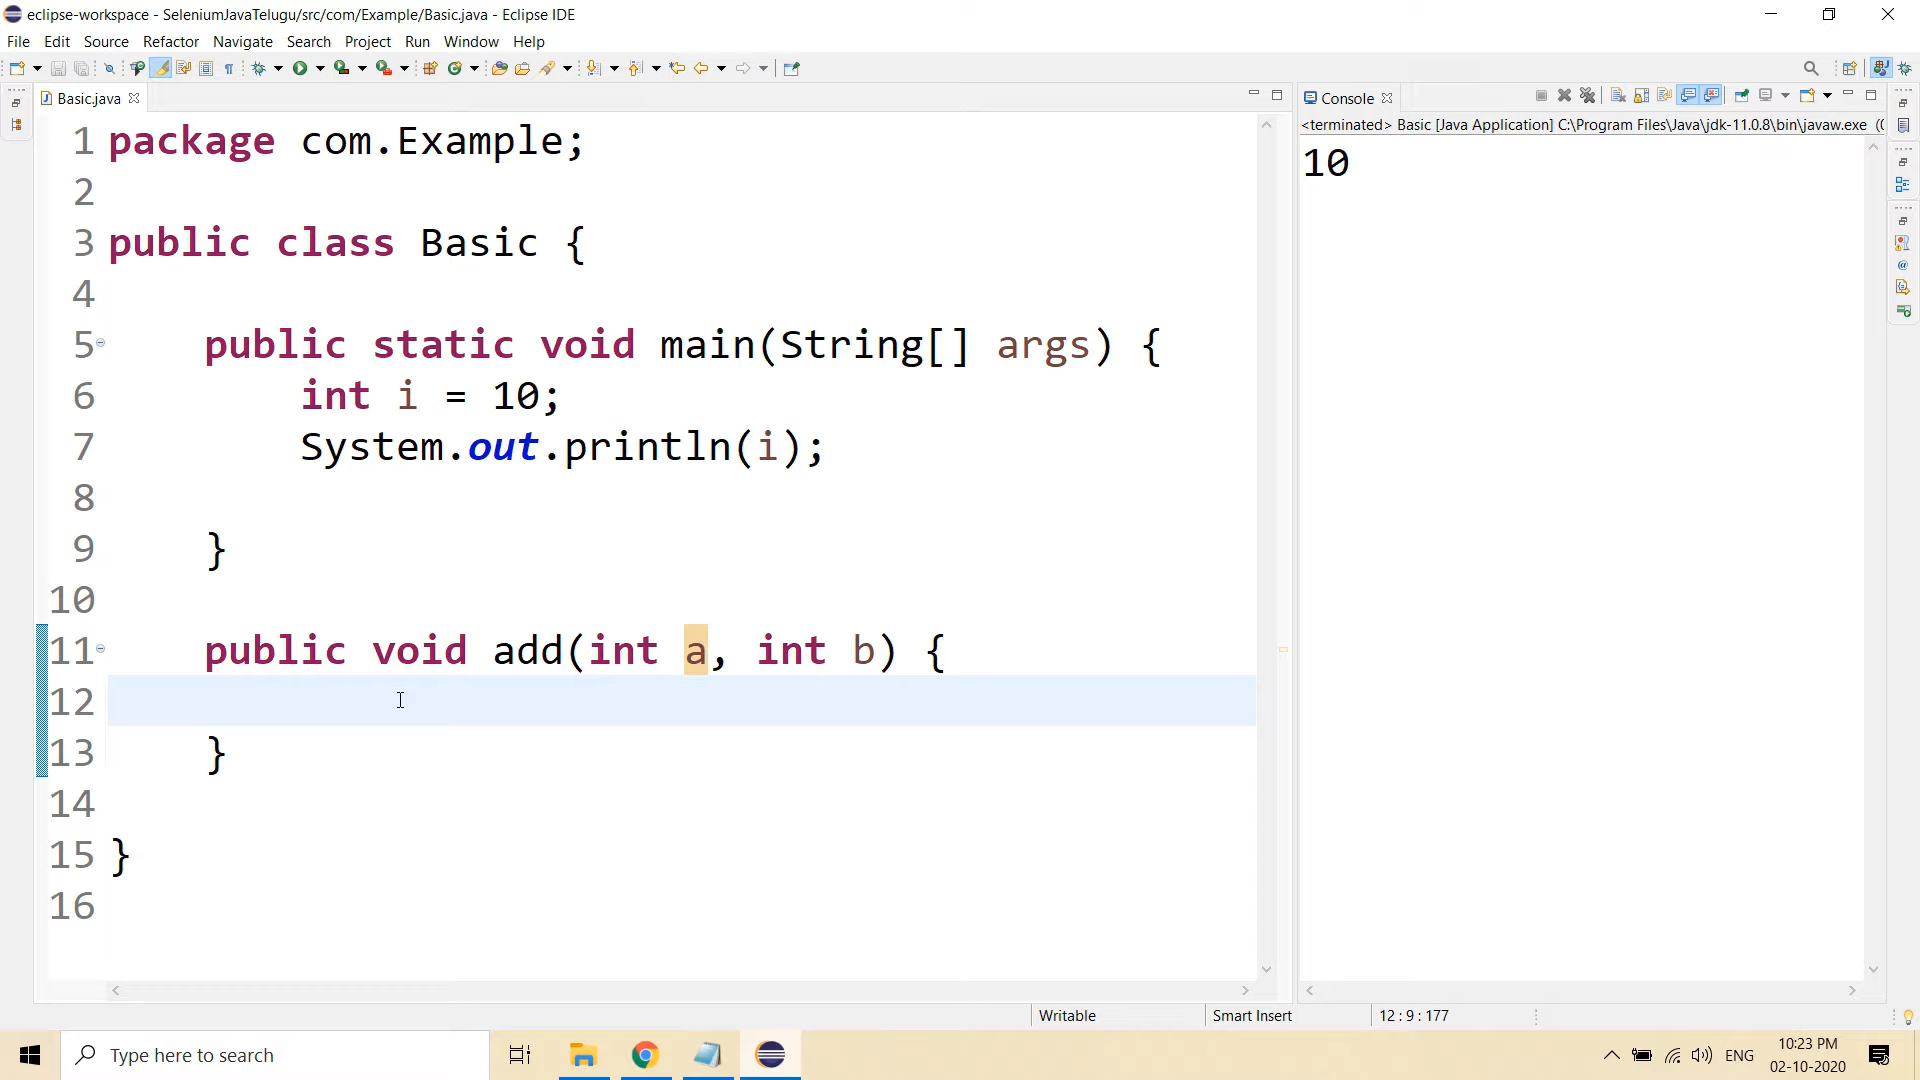 eclipse-workspace - SeleniumJavaTelugu/src/com/Example/Basic.java - Eclipse IDE
File Edit Source Refactor Navigate Search Project Run Window Help
Basic.java
1 package com.Example;
2
3 public class Basic {
4
5 public static void main(String[] args) {
6 int i = 10;
7 System.out.println(i);
8
9 }
10
11 public void add(int a, int b) {
12
13 }
14
15 }
16
Console
<terminated> Basic [Java Application] C:\Program Files\Java\jdk-11.0.8\bin\javaw.exe (
10
Writable Smart Insert 12 : 9 : 177
Type here to search
ENG
10:23 PM
02-10-2020